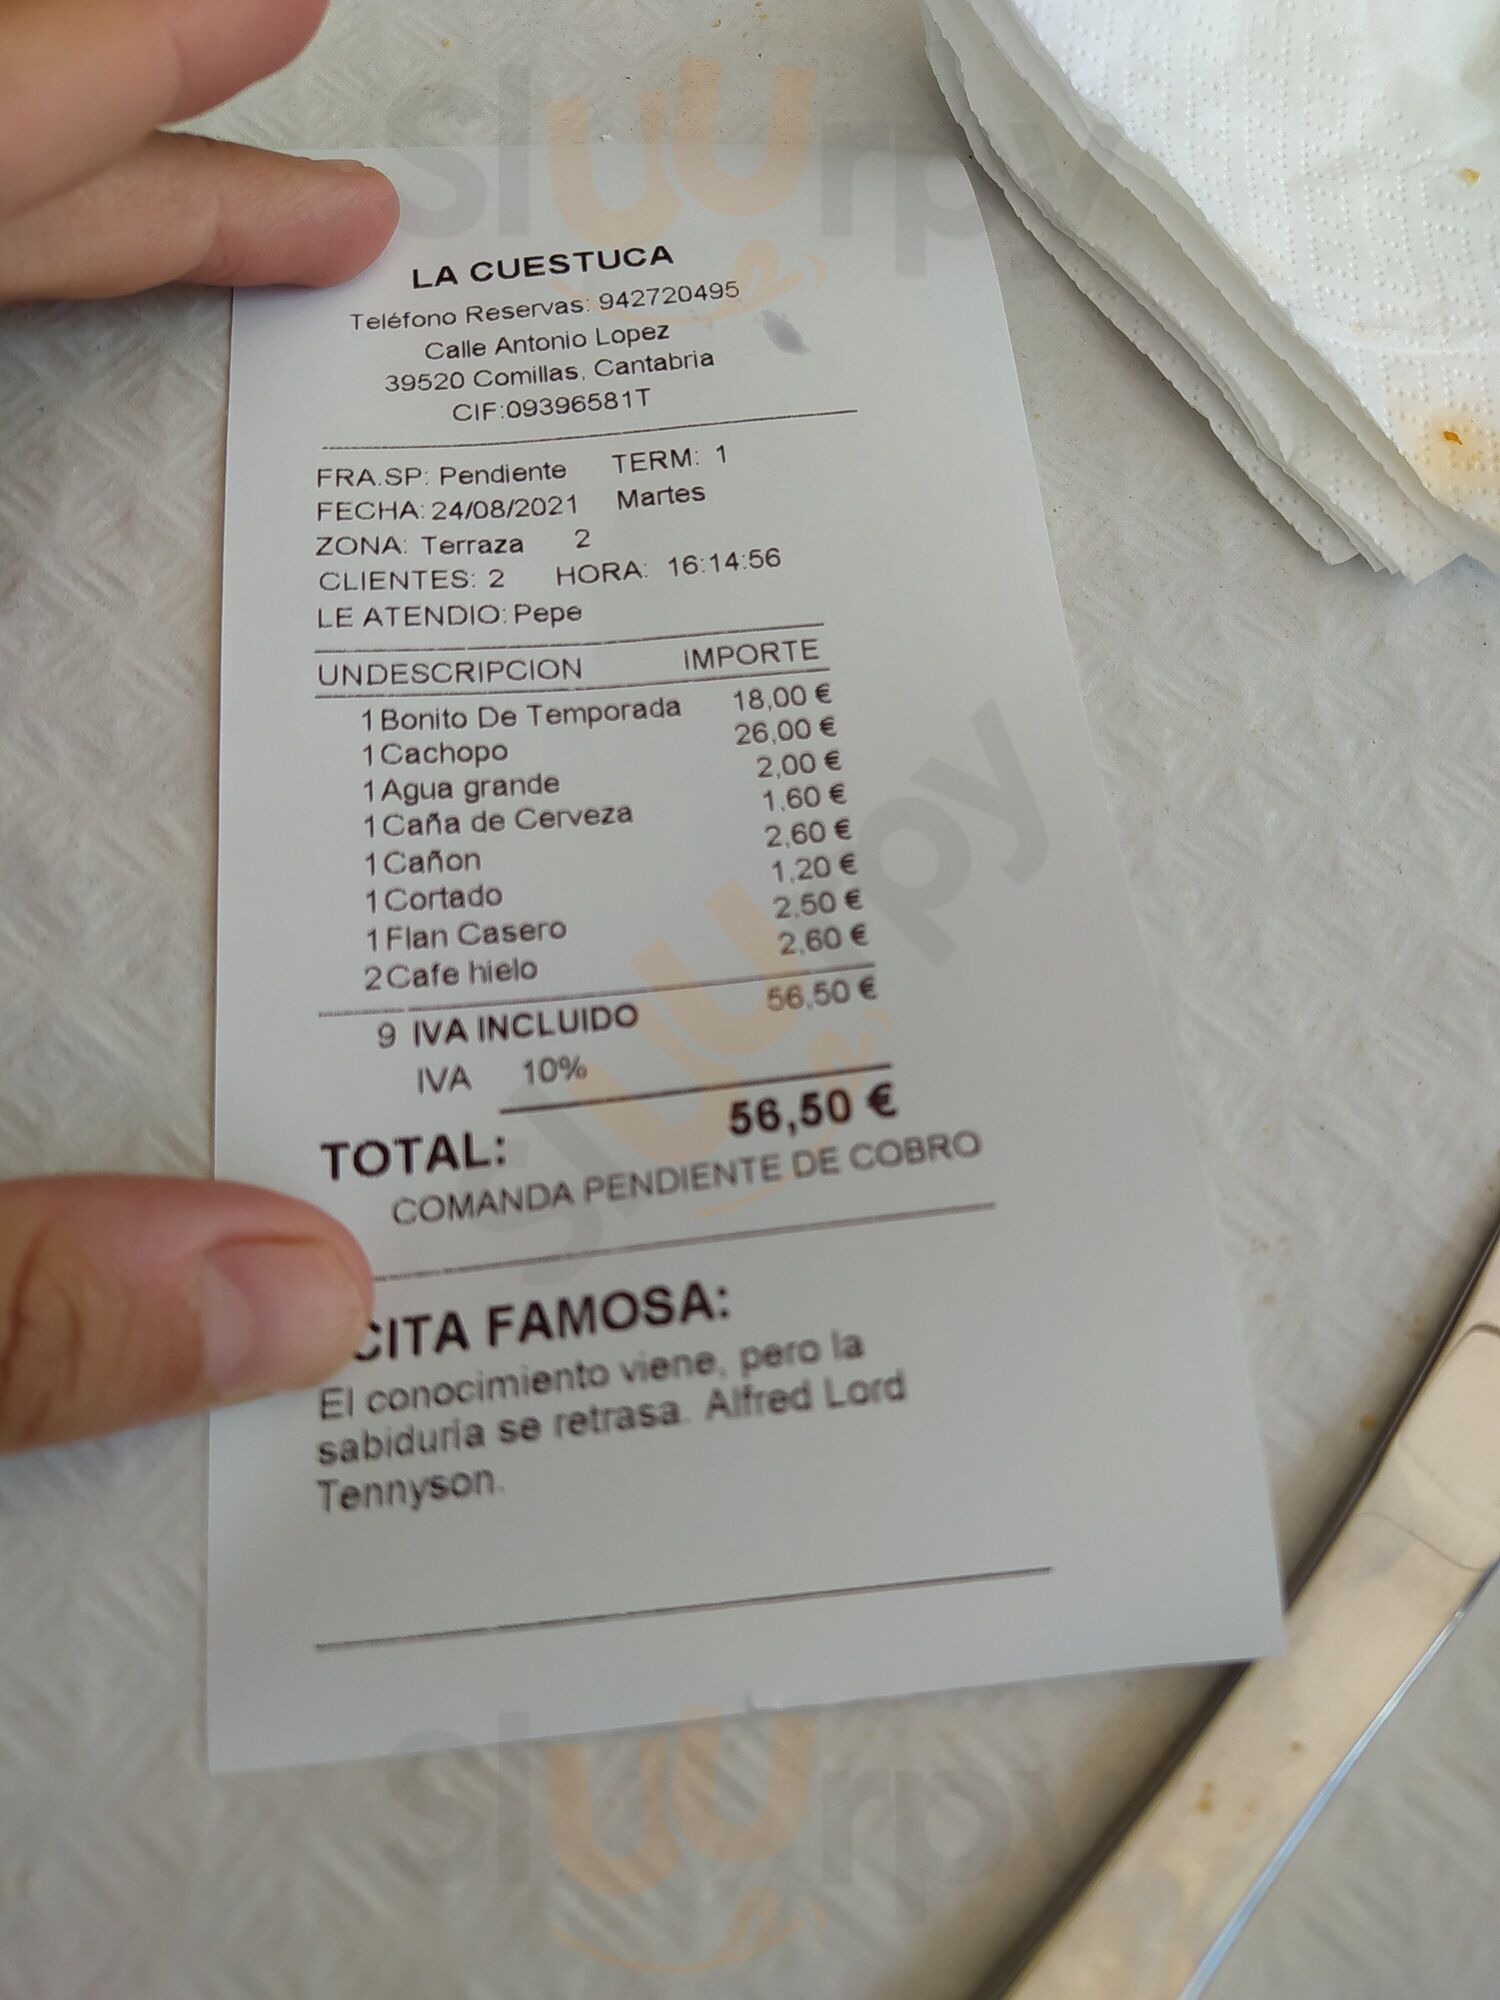 LA CUESTUCA
Teléfono Reservas: 942720495
Calle Antonio Lopez
39520 Comillas, Cantabria
CIF:09396581T
FRA.SP: Pendiente TERM: 1
FECHA: 24/08/2021 Martes
ZONA: Terraza 2
CLIENTES: 2 HORA: 16:14:56
LE ATENDIO: Pepe
UNDESCRIPCION IMPORTE
1 Bonito De Temporada 18,00 €
1 Cachopo 26,00 €
1 Agua grande 2,00 €
1 Caña de Cerveza 1,60 €
1 Cañon 2,60 €
1 Cortado 1,20 €
1 Flan Casero 2,50 €
2 Cafe hielo 2,60 €
9 IVA INCLUIDO 56,50 €
IVA 10%
TOTAL: 56,50 €
COMANDA PENDIENTE DE COBRO
CITA FAMOSA:
El conocimiento viene, pero la
sabiduria se retrasa. Alfred Lord
Tennyson.
sluurpy
sluurpy
sluurpy